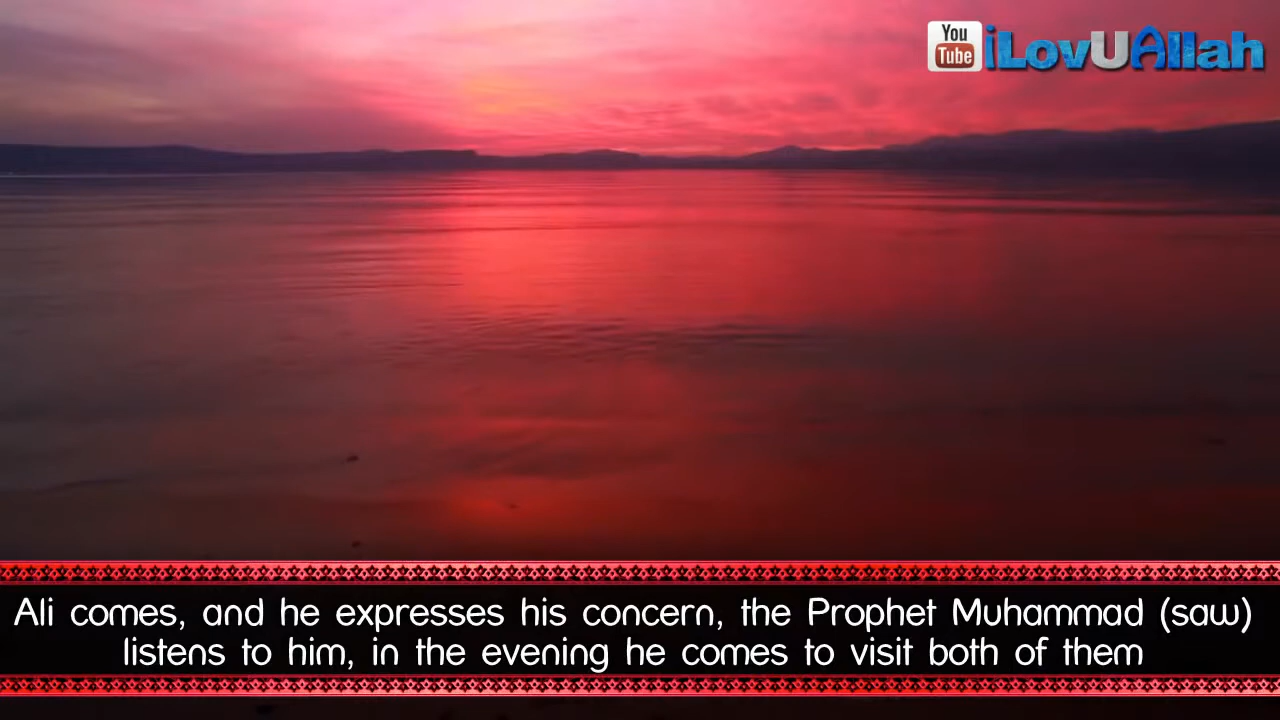 You
Tube
iLovUAllah
Ali comes, and he expresses his concern, the Prophet Muhammad (saw)
listens to him, in the evening he comes to visit both of them